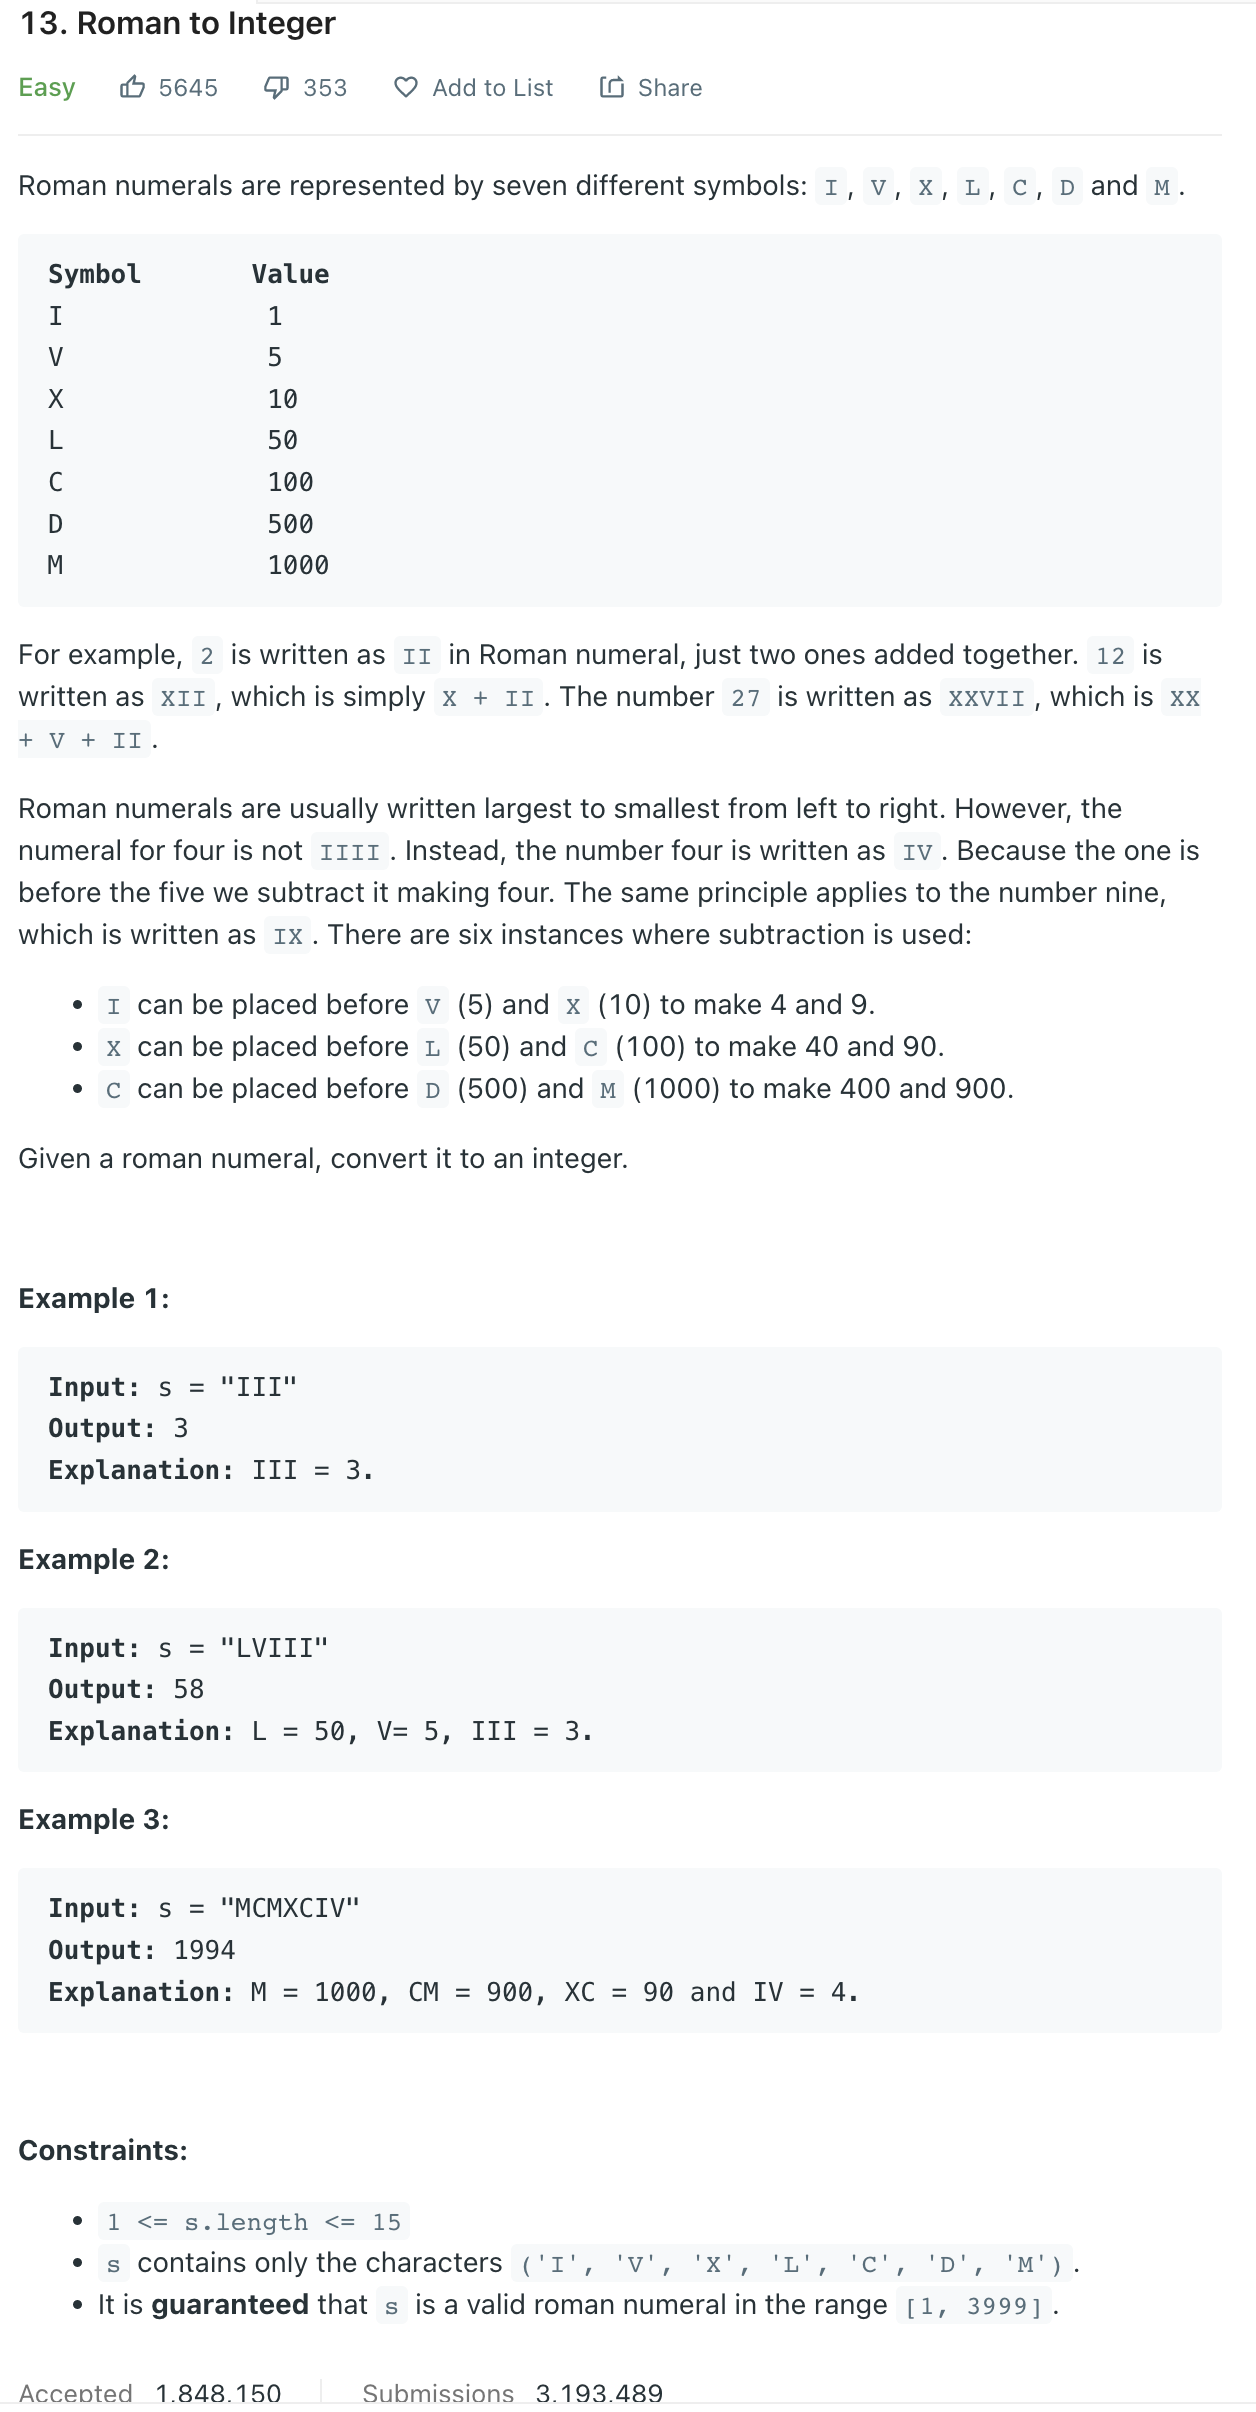 13. Roman to Integer
Easy 5645 353 Add to List Share
Roman numerals are represented by seven different symbols: I, V, X, L, C, D and M.
Symbol Value
I 1
V 5
X 10
L 50
C 100
D 500
M 1000
For example, 2 is written as II in Roman numeral, just two ones added together. 12 is
written as XII, which is simply X + II. The number 27 is written as XXVII, which is XX
+ V + II.
Roman numerals are usually written largest to smallest from left to right. However, the
numeral for four is not IIII. Instead, the number four is written as IV. Because the one is
before the five we subtract it making four. The same principle applies to the number nine,
which is written as IX. There are six instances where subtraction is used:
• I can be placed before V (5) and X (10) to make 4 and 9.
• X can be placed before L (50) and C (100) to make 40 and 90.
• C can be placed before D (500) and M (1000) to make 400 and 900.
Given a roman numeral, convert it to an integer.
Example 1:
Input: s = "III"
Output: 3
Explanation: III = 3.
Example 2:
Input: s = "LVIII"
Output: 58
Explanation: L = 50, V= 5, III = 3.
Example 3:
Input: s = "MCMXCIV"
Output: 1994
Explanation: M = 1000, CM = 900, XC = 90 and IV = 4.
Constraints:
• 1 <= s.length <= 15
• s contains only the characters ('I', 'V', 'X', 'L', 'C', 'D', 'M').
• It is guaranteed that s is a valid roman numeral in the range [1, 3999].
Accepted 1,848,150 Submissions 3,193,489